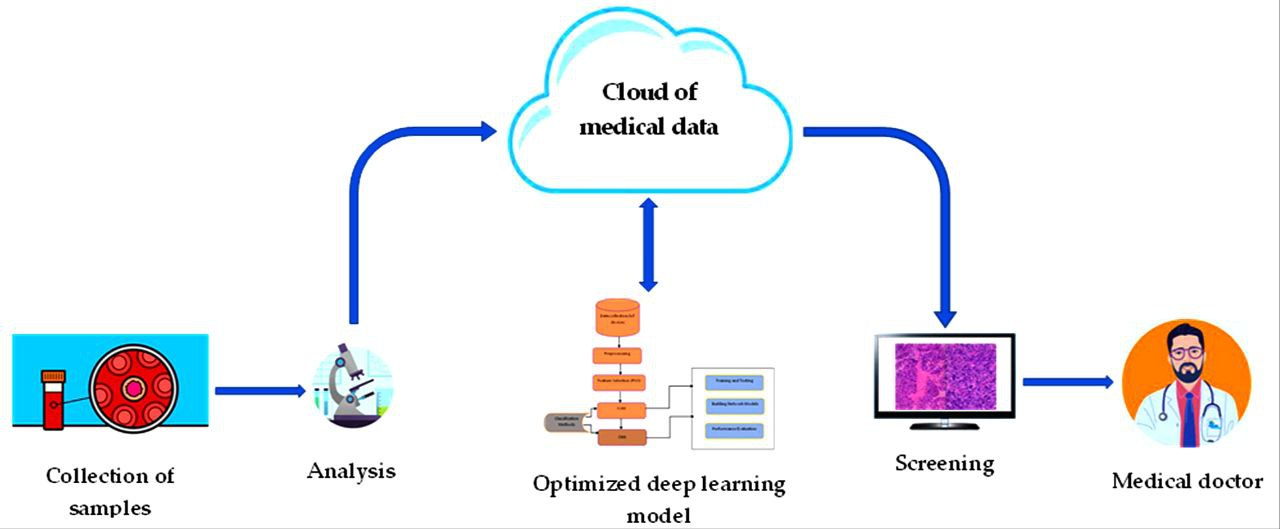 Cloud of
medical data
Preprocessing
Training and Testing
Building Network Models
Performance Evaluation
Classification
Methods
Collection of
samples
Analysis
Optimized deep learning
model
Screening
Medical doctor